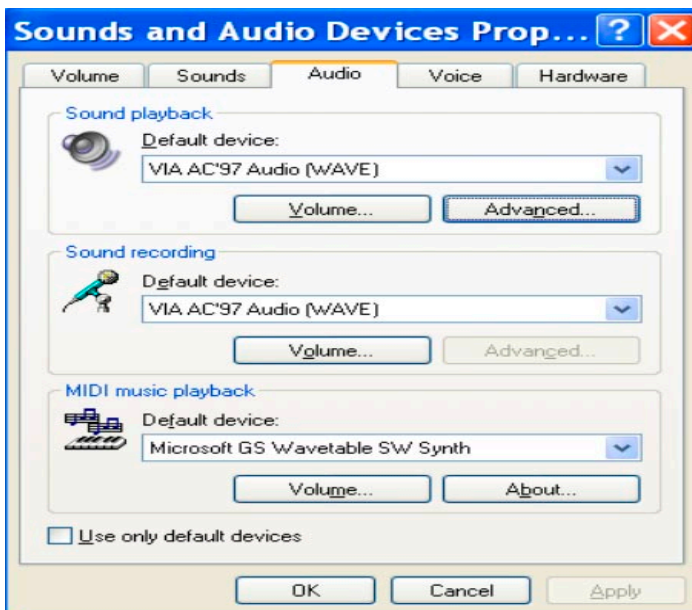 Sounds and Audio Devices Prop... ?
Volume Sounds Audio Voice Hardware
Sound playback
Default device:
VIA AC'97 Audio (WAVE)
Volume... Advanced...
Sound recording
Default device:
VIA AC'97 Audio (WAVE)
Volume... Advanced...
MIDI music playback
Default device:
Microsoft GS Wavetable SW Synth
Volume... About...
Use only default devices
OK Cancel Apply